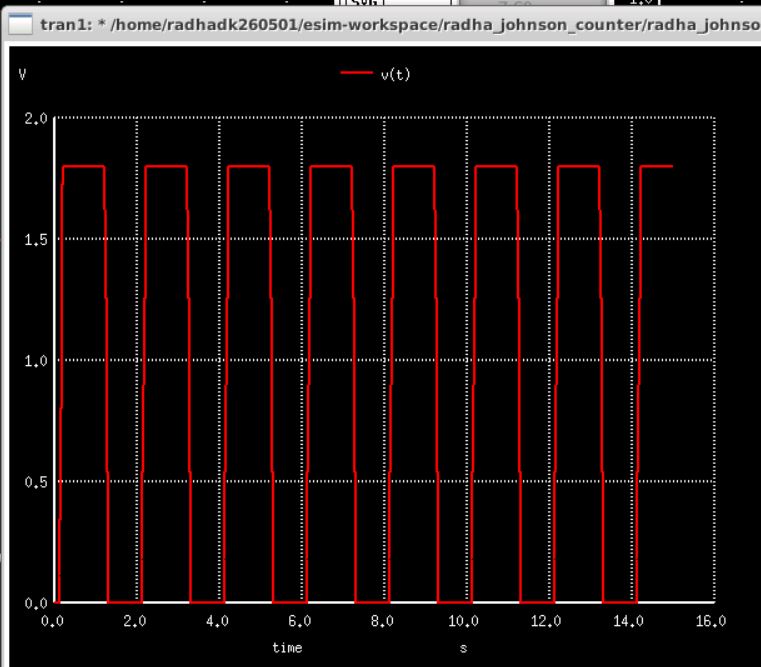 tran1: * /home/radhadk260501/esim-workspace/radha_johnson_counter/radha_johnso
V
v(t)
2.0
1.5
1.0
0.5
0.0
0.0 2.0 4.0 6.0 8.0 10.0 12.0 14.0 16.0
time s